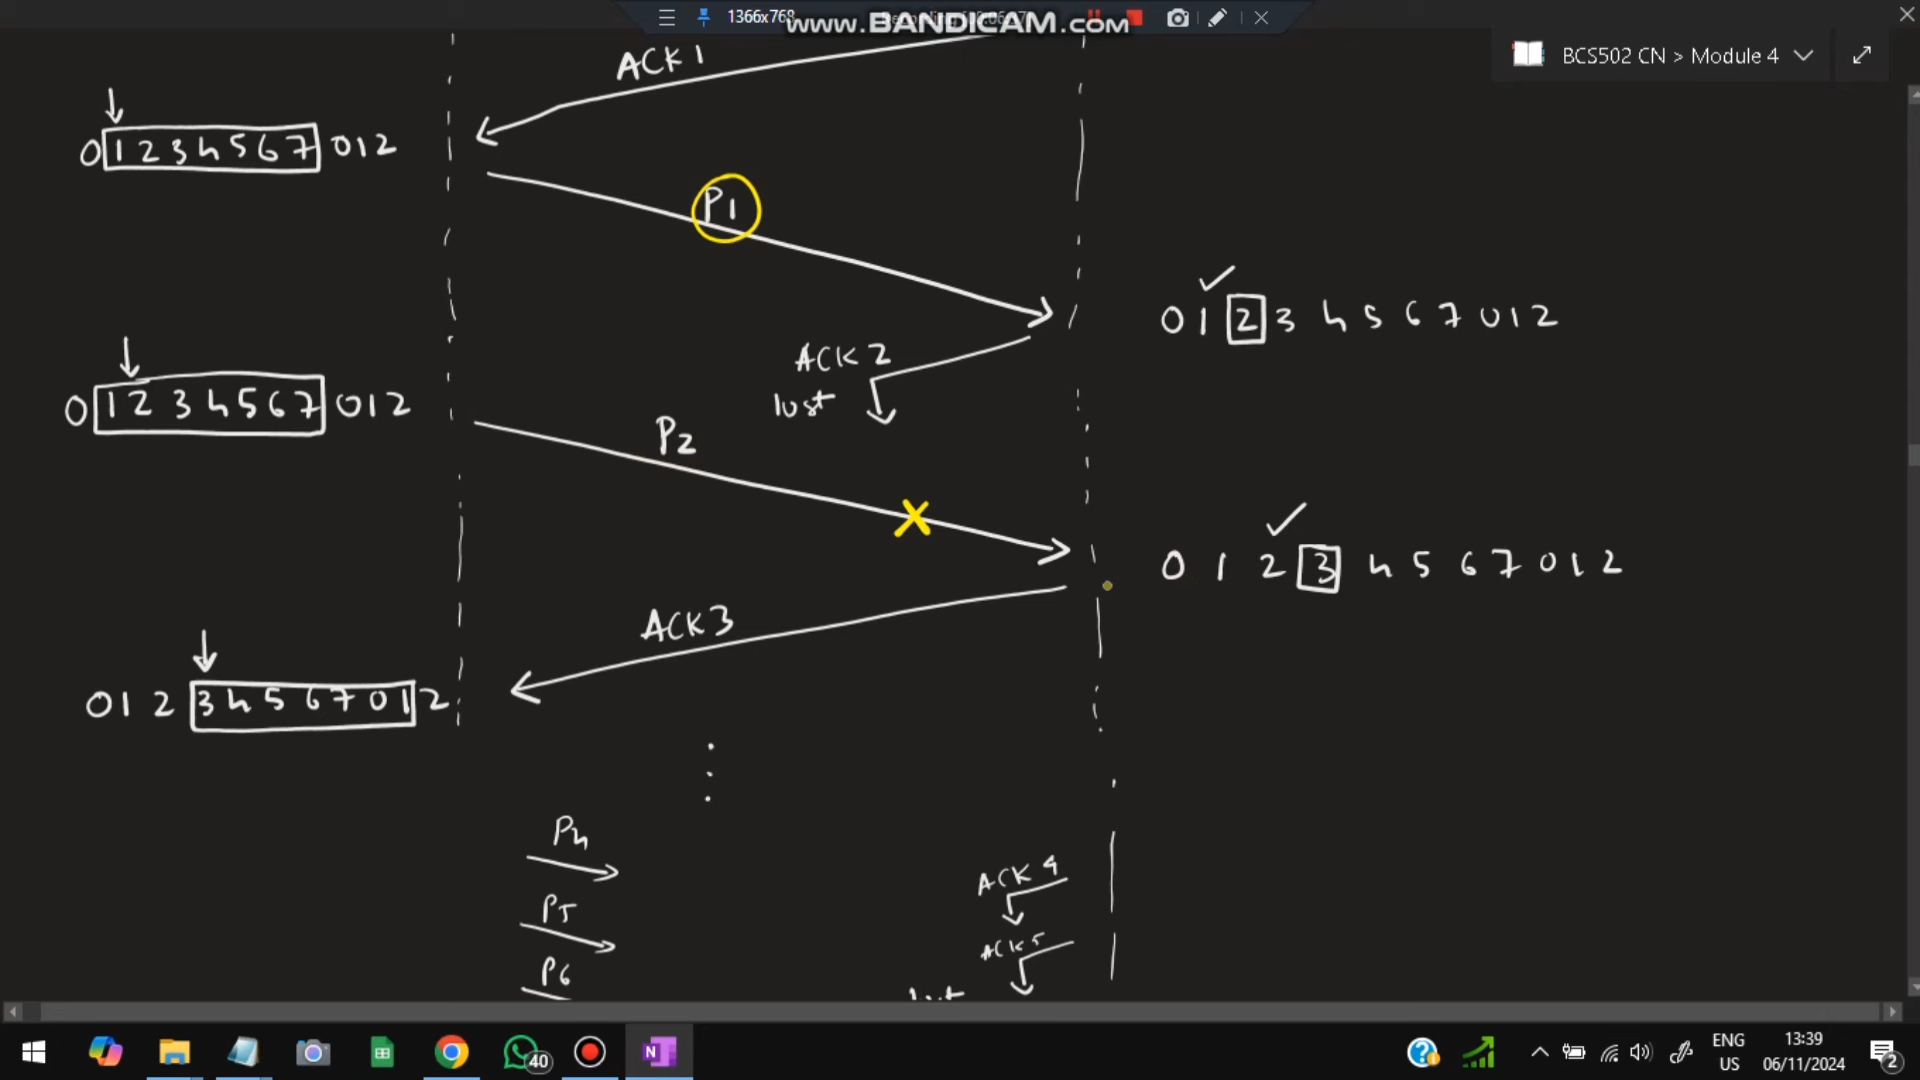 1366x768
www.BANDICAM.com
BCS502 CN > Module 4
ACK 1
0 1 2 3 4 5 6 7 0 1 2
P1
0 1 2 3 4 5 6 7 0 1 2
ACK 2
lost
0 1 2 3 4 5 6 7 0 1 2
P2
0 1 2 3 4 5 6 7 0 1 2
ACK 3
0 1 2 3 4 5 6 7 0 1 2
P4
ACK 4
P5
ACK 5
P6
lost
40
N
ENG
US
13:39
06/11/2024
2